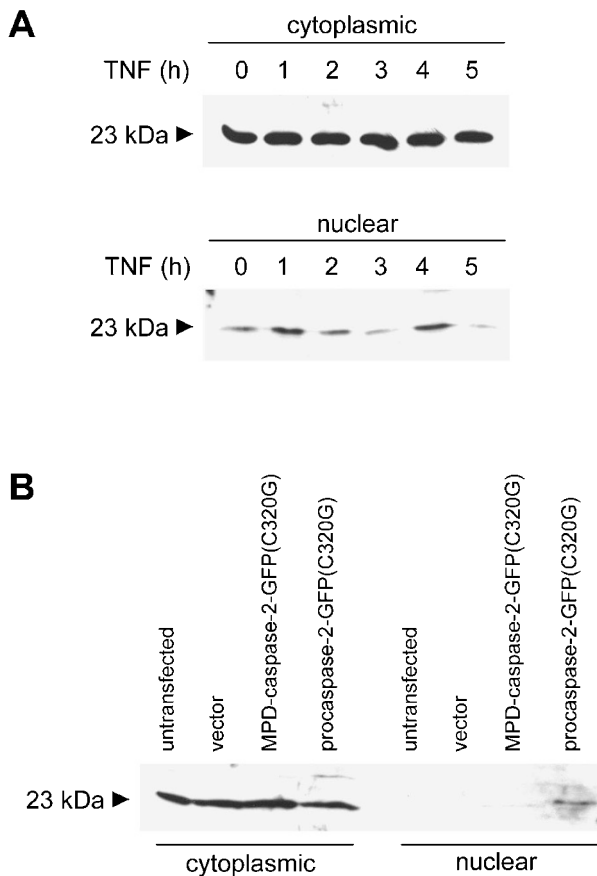 A
cytoplasmic
TNF (h) 0 1 2 3 4 5
23 kDa ►
nuclear
TNF (h) 0 1 2 3 4 5
23 kDa ►
B
untransfected
vector
MPD-caspase-2-GFP(C320G)
procaspase-2-GFP(C320G)
untransfected
vector
MPD-caspase-2-GFP(C320G)
procaspase-2-GFP(C320G)
23 kDa ►
cytoplasmic nuclear